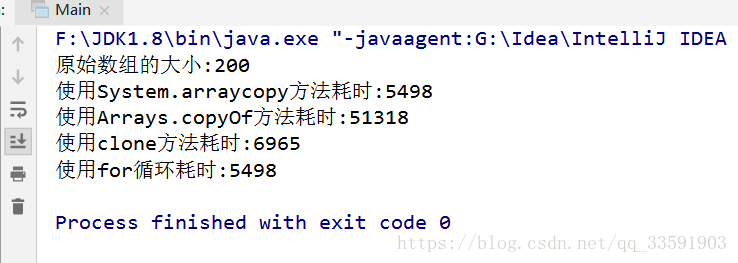 Main
F:\JDK1.8\bin\java.exe "-javaagent:G:\Idea\IntelliJ IDEA
原始数组的大小:200
使用System.arraycopy方法耗时:5498
使用Arrays.copyOf方法耗时:51318
使用clone方法耗时:6965
使用for循环耗时:5498
Process finished with exit code 0
https://blog.csdn.net/qq_33591903